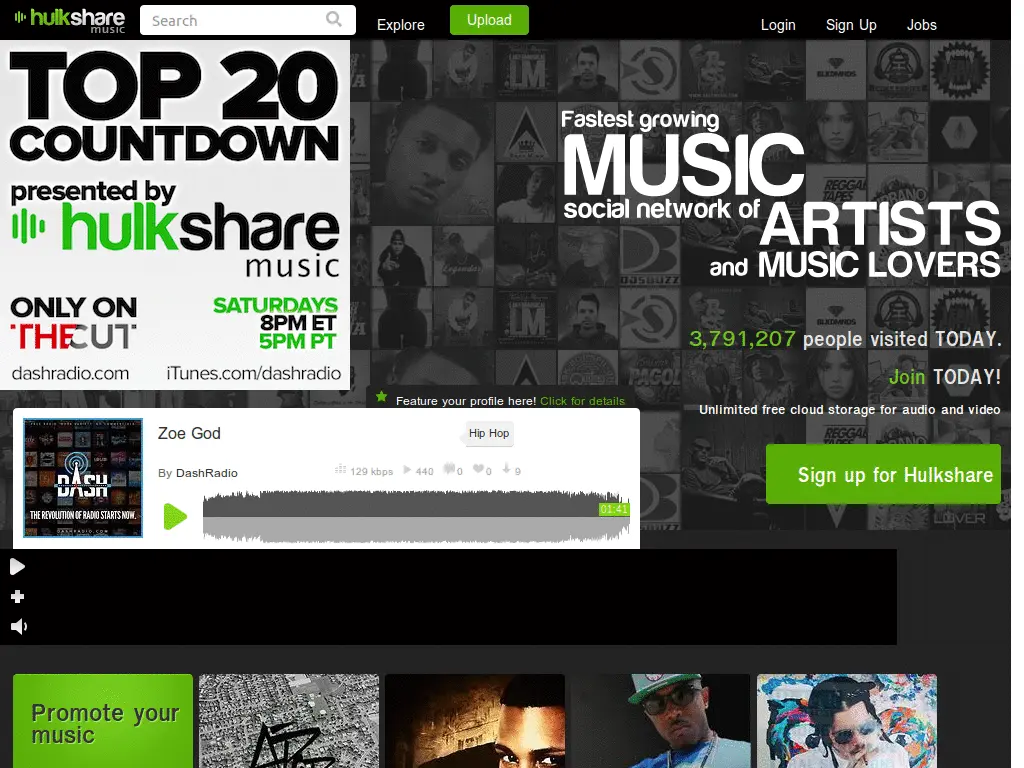 hulkshare
music
Search
Explore
Upload
Login
Sign Up
Jobs
TOP 20
COUNTDOWN
presented by
hulkshare
music
ONLY ON
THECUT
SATURDAYS
8PM ET
5PM PT
dashradio.com
iTunes.com/dashradio
Fastest growing
MUSIC
social network of ARTISTS
and MUSIC LOVERS
3,791,207 people visited TODAY.
Join TODAY!
Unlimited free cloud storage for audio and video
Sign up for Hulkshare
Feature your profile here! Click for details
Zoe God
Hip Hop
By DashRadio
129 kbps
440
0
0
9
01:41
DASH
THE REVOLUTION OF RADIO STARTS NOW.
DASHRADIO.COM
Promote your
music